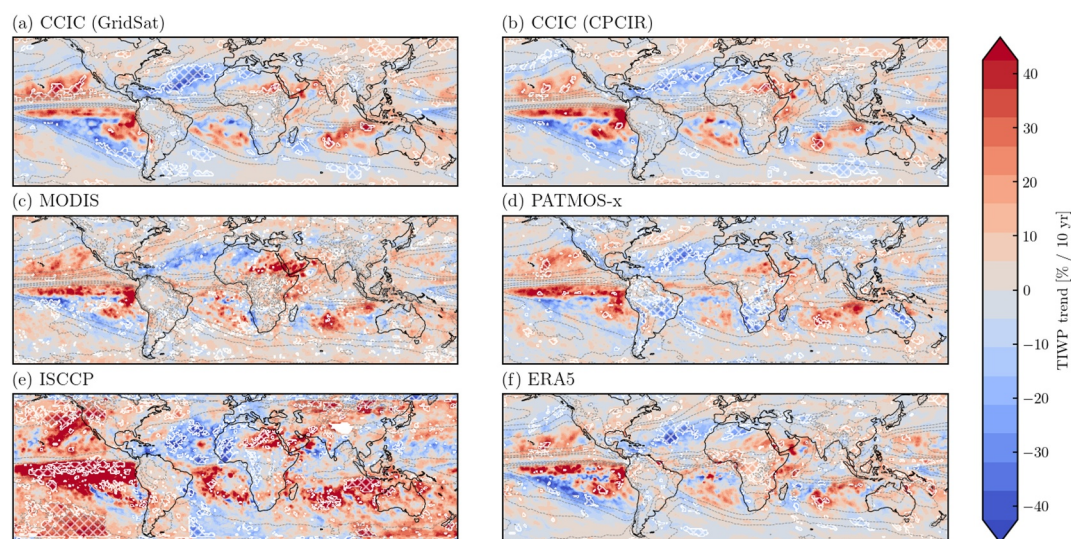 (a) CCIC (GridSat)
(b) CCIC (CPCIR)
(c) MODIS
(d) PATMOS-x
(e) ISCCP
(f) ERA5
40
30
20
10
0
−10
−20
−30
−40
TIWP trend [% / 10 yr]